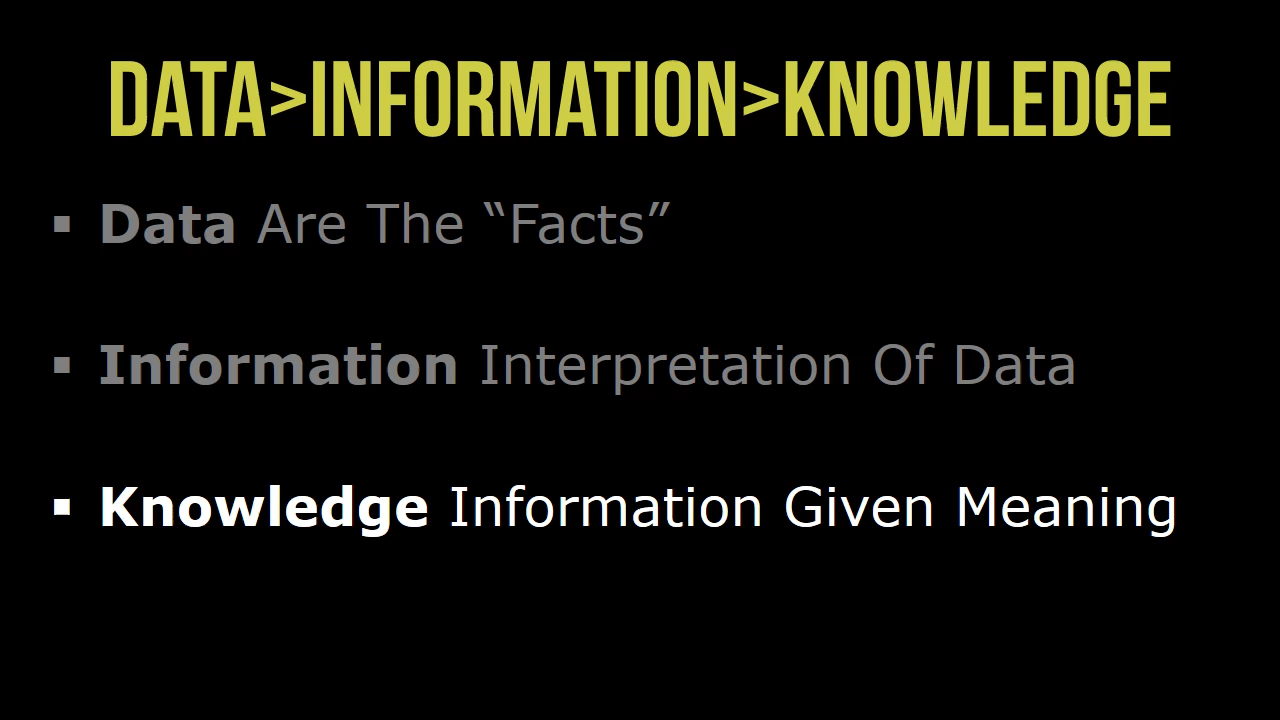 DATA>INFORMATION>KNOWLEDGE
▪ Data Are The “Facts”
▪ Information Interpretation Of Data
▪ Knowledge Information Given Meaning